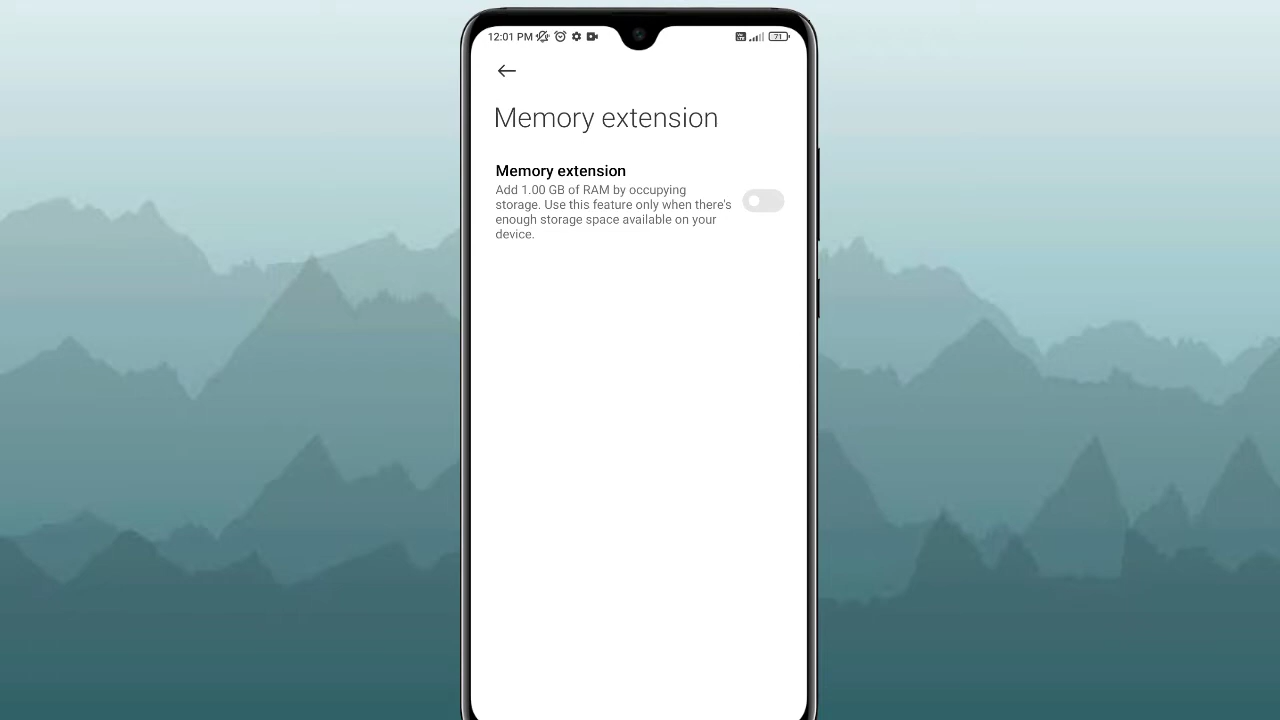 12:01 PM 71
Memory extension
Memory extension
Add 1.00 GB of RAM by occupying
storage. Use this feature only when there's
enough storage space available on your
device.